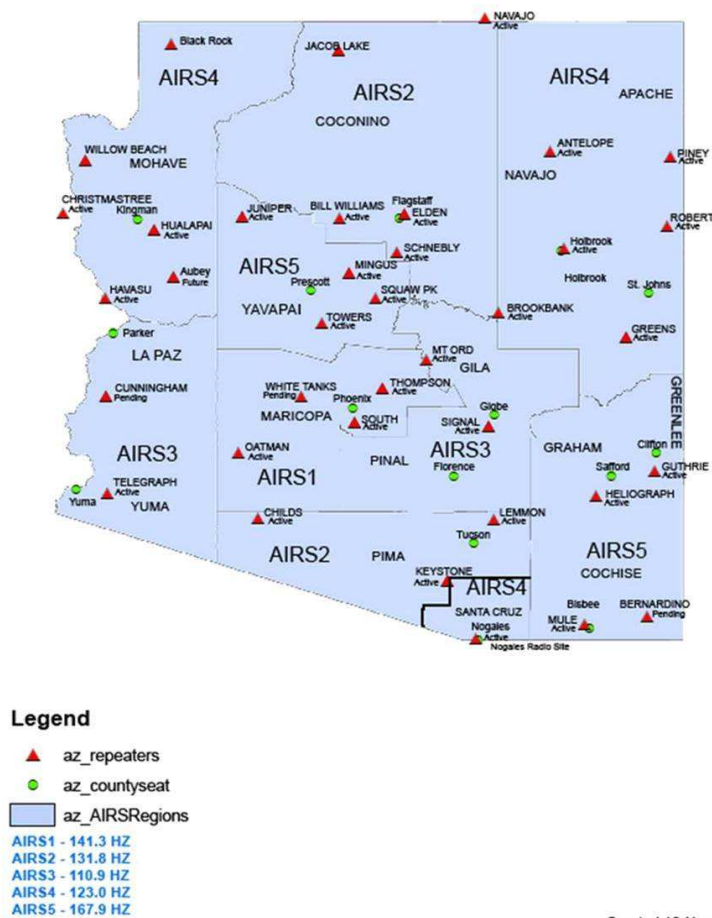 NAVAJO
Active
Black Rock
JACOB LAKE
AIRS4
AIRS2
AIRS4
APACHE
COCONINO
ANTELOPE
Active
PINEY
Active
WILLOW BEACH
MOHAVE
NAVAJO
CHRISTMASTREE
Active
Kingman
HUALAPAI
Active
JUNIPER
Active
BILL WILLIAMS
Active
Flagstaff
ELDEN
Active
ROBERT
Active
SCHNEBLY
Active
Holbrook
Active
Holbrook
AIRS5
MINGUS
Active
Aubey
Future
Prescott
SQUAW PK
Active
St. Johns
HAVASU
Active
YAVAPAI
TOWERS
Active
BROOKBANK
Active
GREENS
Active
Parker
LA PAZ
MT ORD
Active
GILA
CUNNINGHAM
Pending
WHITE TANKS
Pending
THOMPSON
Active
GREENLEE
Phoenix
MARICOPA
SOUTH
Active
Globe
SIGNAL
Active
AIRS3
OATMAN
Active
AIRS3
GRAHAM
Clifton
PINAL
AIRS1
Florence
Safford
GUTHRIE
Active
TELEGRAPH
Active
Yuma
YUMA
HELIOGRAPH
Active
CHILDS
Active
LEMMON
Active
Tucson
AIRS2
PIMA
AIRS5
COCHISE
KEYSTONE
Active
AIRS4
SANTA CRUZ
Bisbee
BERNARDINO
Pending
MULE
Active
Nogales
Active
Nogales Radio Site
Legend
az_repeaters
az_countyseat
az_AIRSRegions
AIRS1 - 141.3 HZ
AIRS2 - 131.8 HZ
AIRS3 - 110.9 HZ
AIRS4 - 123.0 HZ
AIRS5 - 167.9 HZ